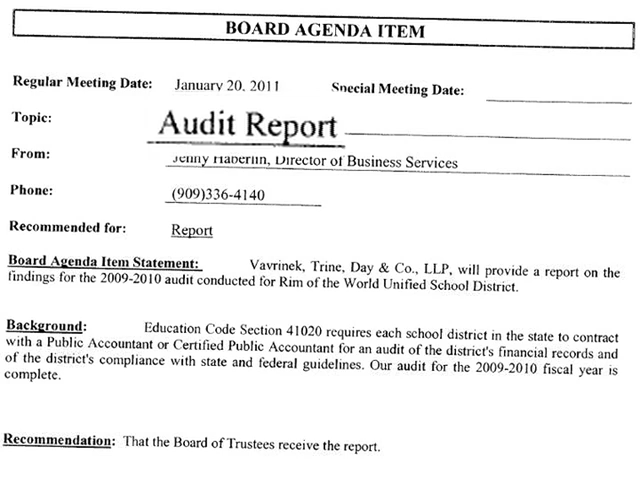 BOARD AGENDA ITEM
Regular Meeting Date: January 20, 2011 Special Meeting Date:
Topic: Audit Report
From: Jenny Haberlin, Director of Business Services
Phone: (909)336-4140
Recommended for: Report
Board Agenda Item Statement: Vavrinek, Trine, Day & Co., LLP, will provide a report on the
findings for the 2009-2010 audit conducted for Rim of the World Unified School District.
Background: Education Code Section 41020 requires each school district in the state to contract
with a Public Accountant or Certified Public Accountant for an audit of the district's financial records and
of the district's compliance with state and federal guidelines. Our audit for the 2009-2010 fiscal year is
complete.
Recommendation: That the Board of Trustees receive the report.